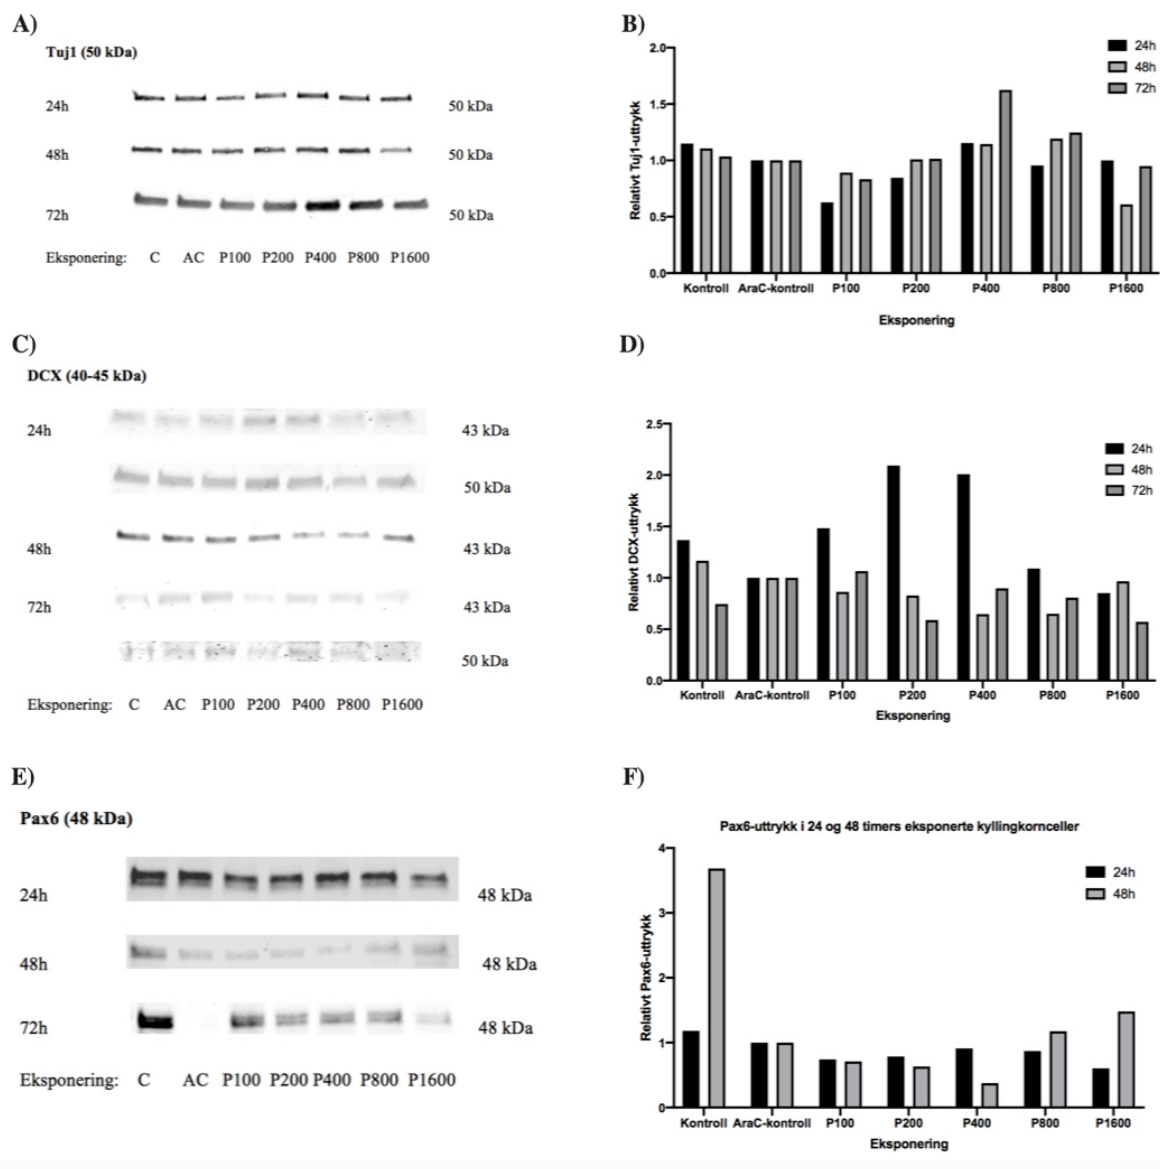 A)
Tuj1 (50 kDa)
24h
50 kDa
48h
50 kDa
72h
50 kDa
Eksponering: C AC P100 P200 P400 P800 P1600
B)
24h
48h
72h
2.0
1.5
1.0
0.5
0.0
Relativt Tuj1-uttrykk
Kontroll AraC-kontroll P100 P200 P400 P800 P1600
Eksponering
C)
DCX (40-45 kDa)
24h
43 kDa
50 kDa
48h
43 kDa
72h
43 kDa
50 kDa
Eksponering: C AC P100 P200 P400 P800 P1600
D)
24h
48h
72h
2.5
2.0
1.5
1.0
0.5
0.0
Relativt DCX-uttrykk
Kontroll AraC-kontroll P100 P200 P400 P800 P1600
Eksponering
E)
Pax6 (48 kDa)
24h
48 kDa
48h
48 kDa
72h
48 kDa
Eksponering: C AC P100 P200 P400 P800 P1600
F)
Pax6-uttrykk i 24 og 48 timers eksponerte kyllingkornceller
24h
48h
4
3
2
1
0
Relativt Pax6-uttrykk
Kontroll AraC-kontroll P100 P200 P400 P800 P1600
Eksponering